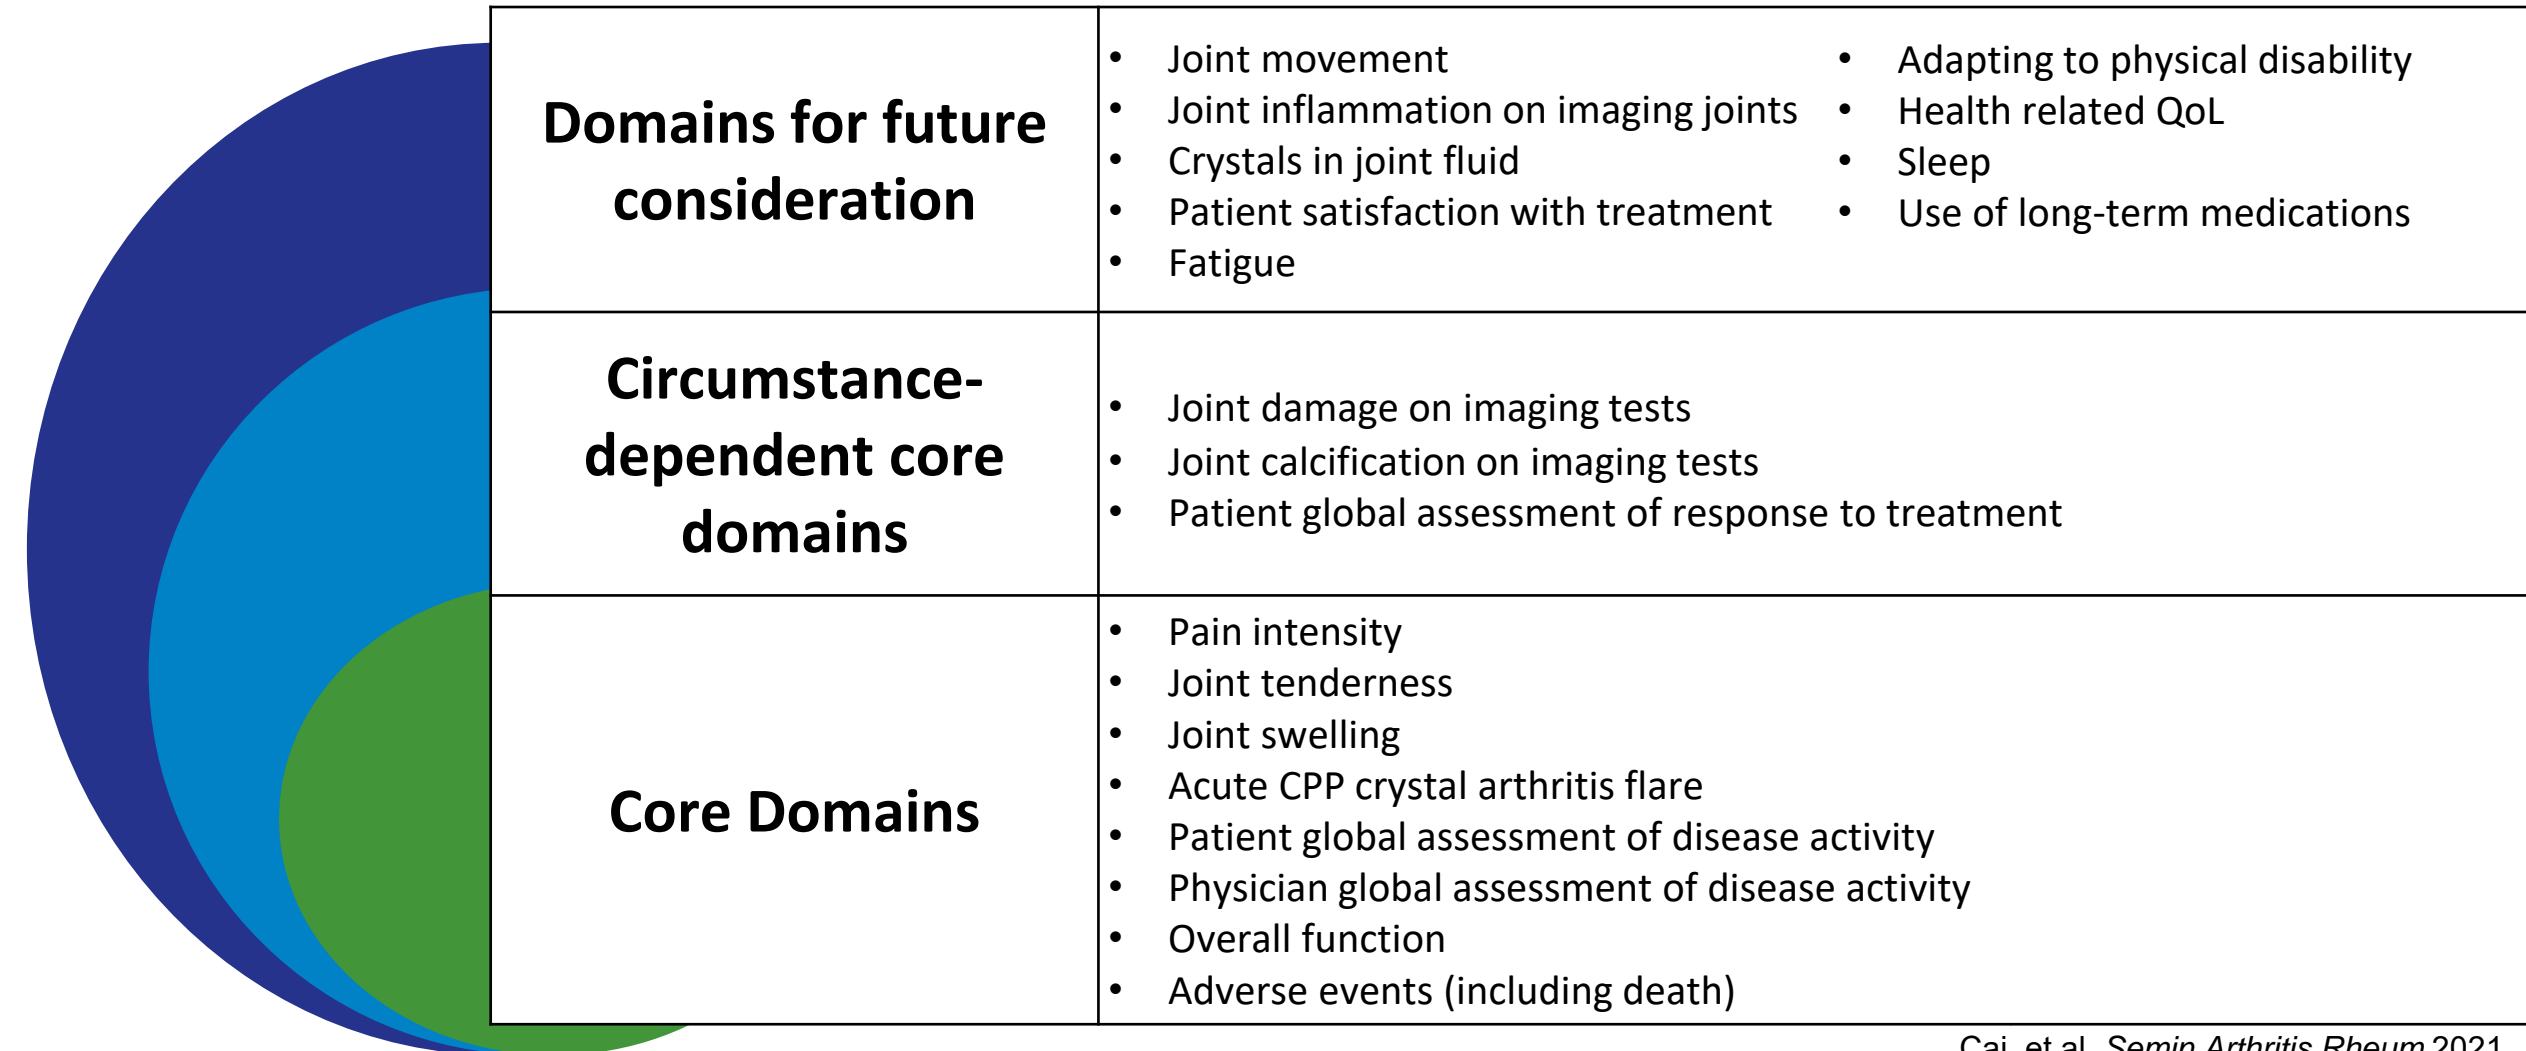 Domains for future
consideration
• Joint movement
• Joint inflammation on imaging joints
• Crystals in joint fluid
• Patient satisfaction with treatment
• Fatigue
• Adapting to physical disability
• Health related QoL
• Sleep
• Use of long-term medications
Circumstance-
dependent core
domains
• Joint damage on imaging tests
• Joint calcification on imaging tests
• Patient global assessment of response to treatment
Core Domains
• Pain intensity
• Joint tenderness
• Joint swelling
• Acute CPP crystal arthritis flare
• Patient global assessment of disease activity
• Physician global assessment of disease activity
• Overall function
• Adverse events (including death)
Cai, et al. Semin Arthritis Rheum 2021